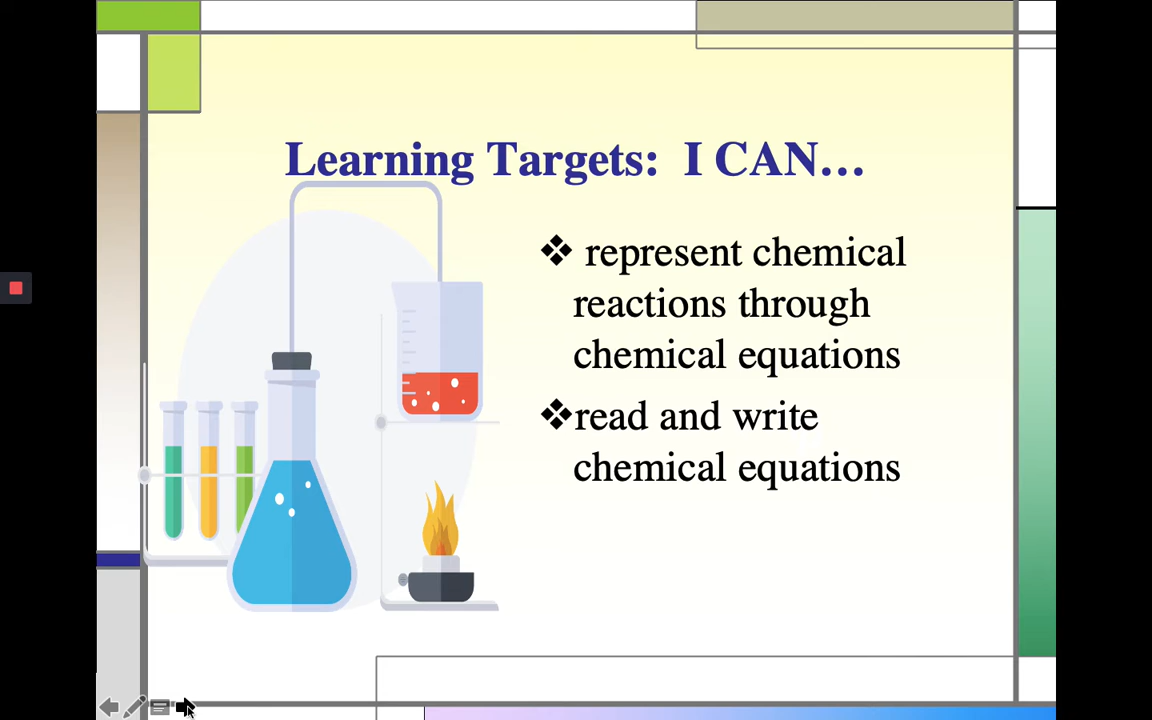 Learning Targets: I CAN…
❖ represent chemical
reactions through
chemical equations
❖read and write
chemical equations